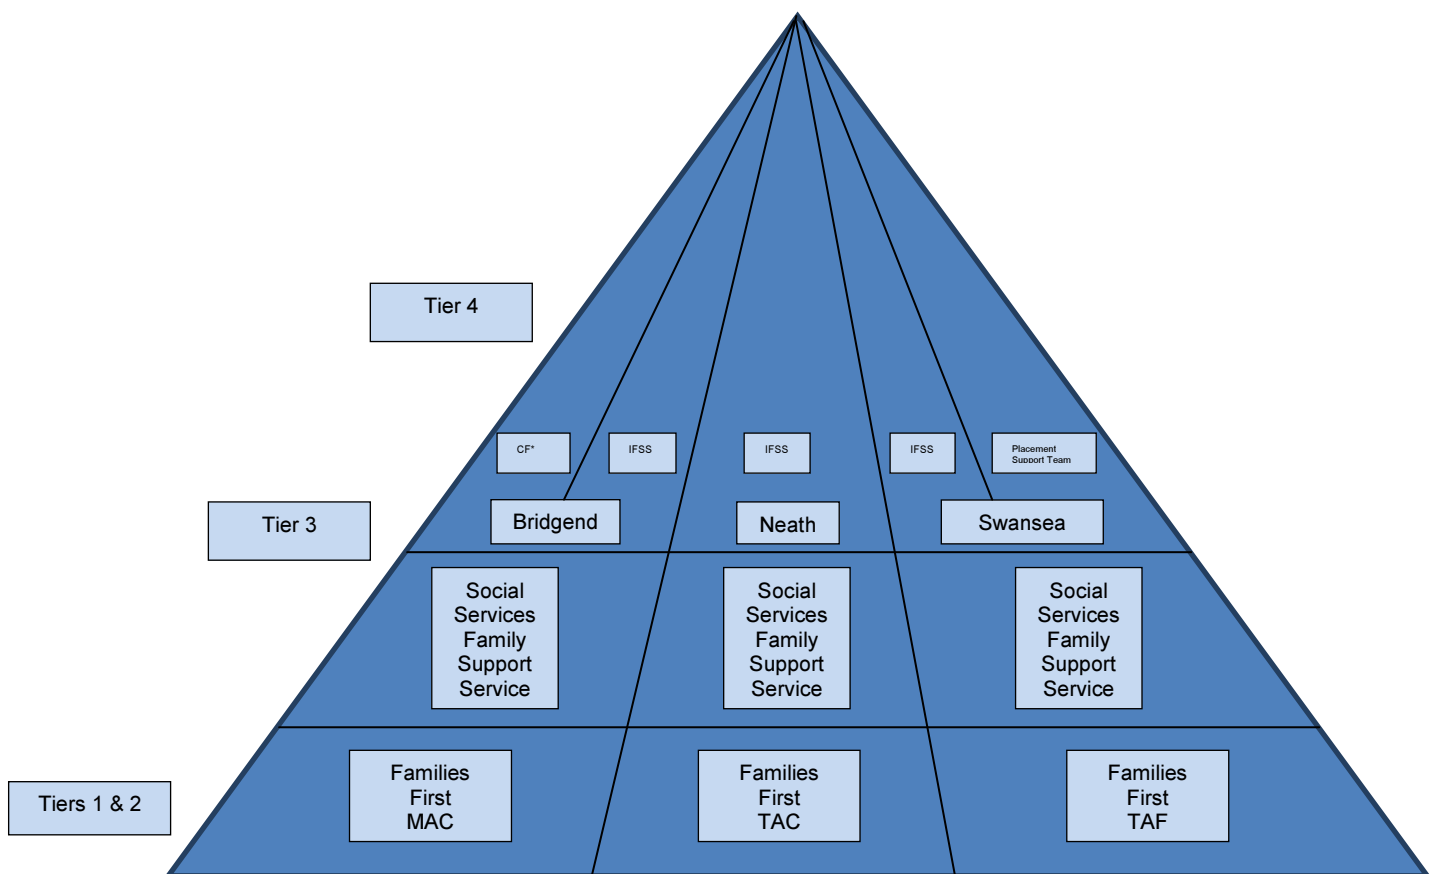 Tier 4
CF*
IFSS
IFSS
IFSS
Placement
Support Team
Tier 3
Bridgend
Neath
Swansea
Social
Services
Family
Support
Service
Social
Services
Family
Support
Service
Social
Services
Family
Support
Service
Tiers 1 & 2
Families
First
MAC
Families
First
TAC
Families
First
TAF